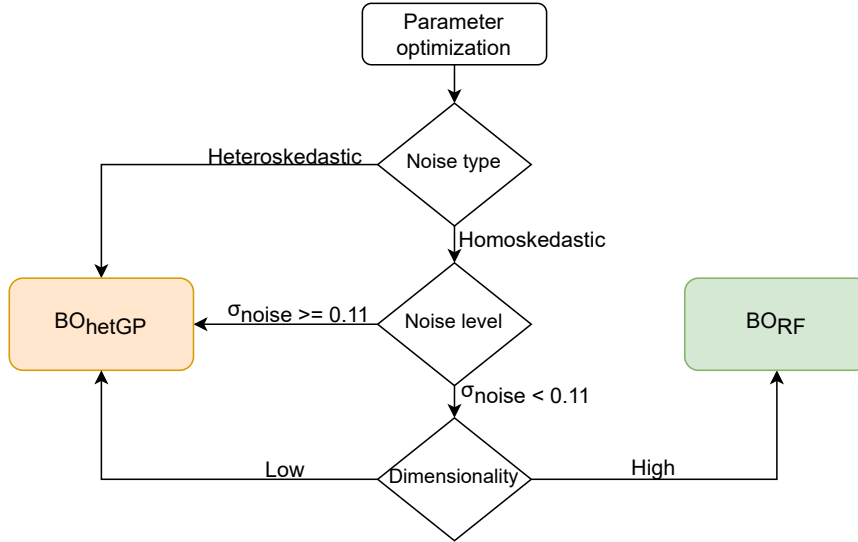 Parameter
optimization
Noise type
Heteroskedastic
Homoskedastic
BOhetGP
σnoise >= 0.11
Noise level
BORF
σnoise < 0.11
Low
Dimensionality
High